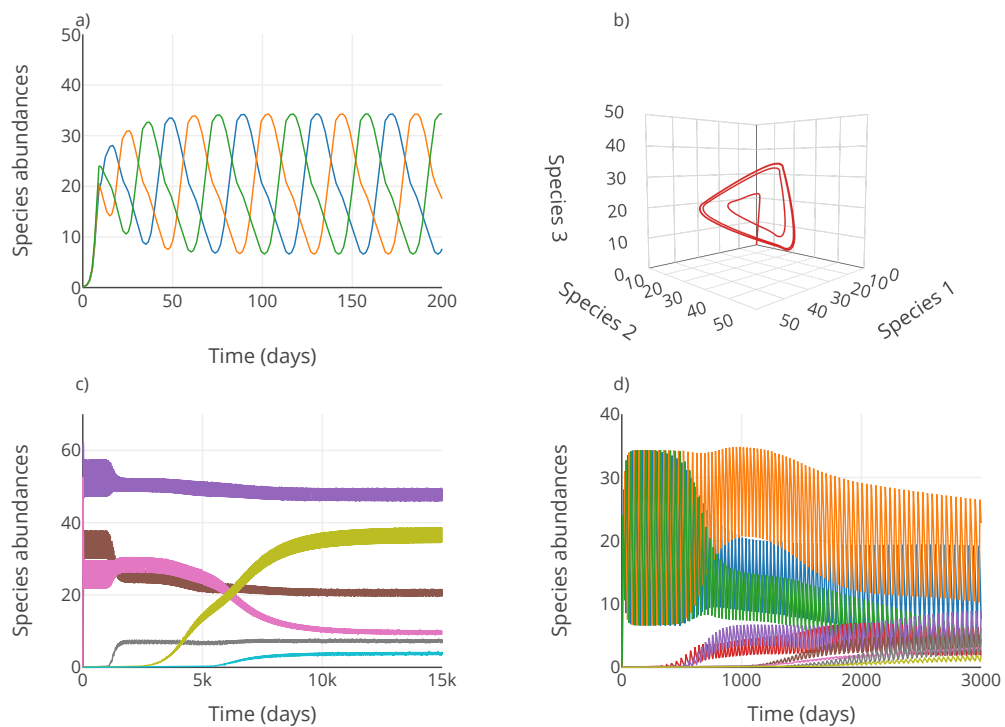 a)
Species abundances
50
40
30
20
10
0
0 50 100 150 200
Time (days)
b)
50
40
30
20
10
0
Species 3
10 20 30 40 50
Species 2
50 40 30 20 10 0
Species 1
c)
Species abundances
60
40
20
0
0 5k 10k 15k
Time (days)
d)
Species abundances
40
30
20
10
0
0 1000 2000 3000
Time (days)